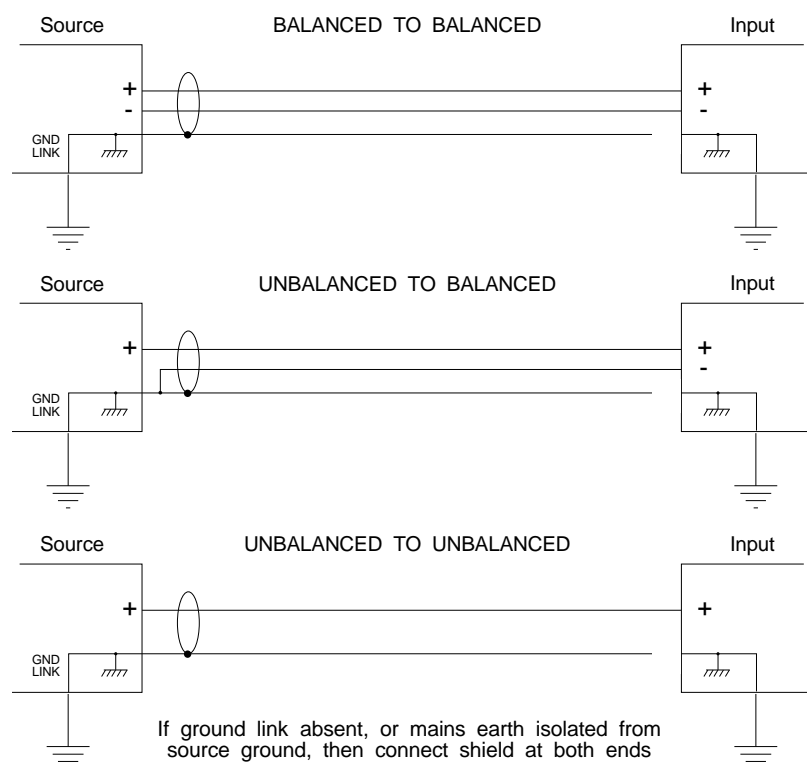 Source BALANCED TO BALANCED Input
+ +
- -
GND
LINK
Source UNBALANCED TO BALANCED Input
+ +
-
GND
LINK
Source UNBALANCED TO UNBALANCED Input
+ +
GND
LINK
If ground link absent, or mains earth isolated from
source ground, then connect shield at both ends